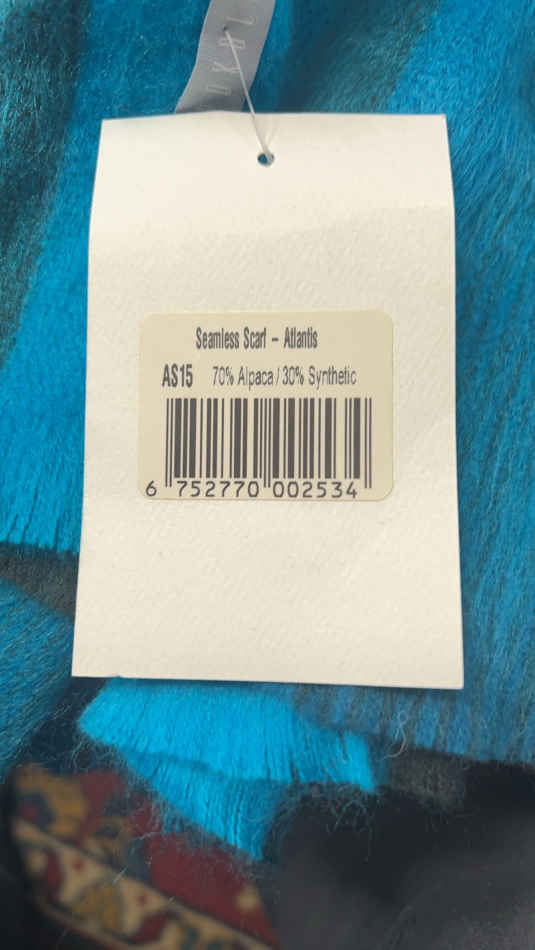 Seamless Scarf – Atlantis
AS15 70% Alpaca / 30% Synthetic
6 752770 002534